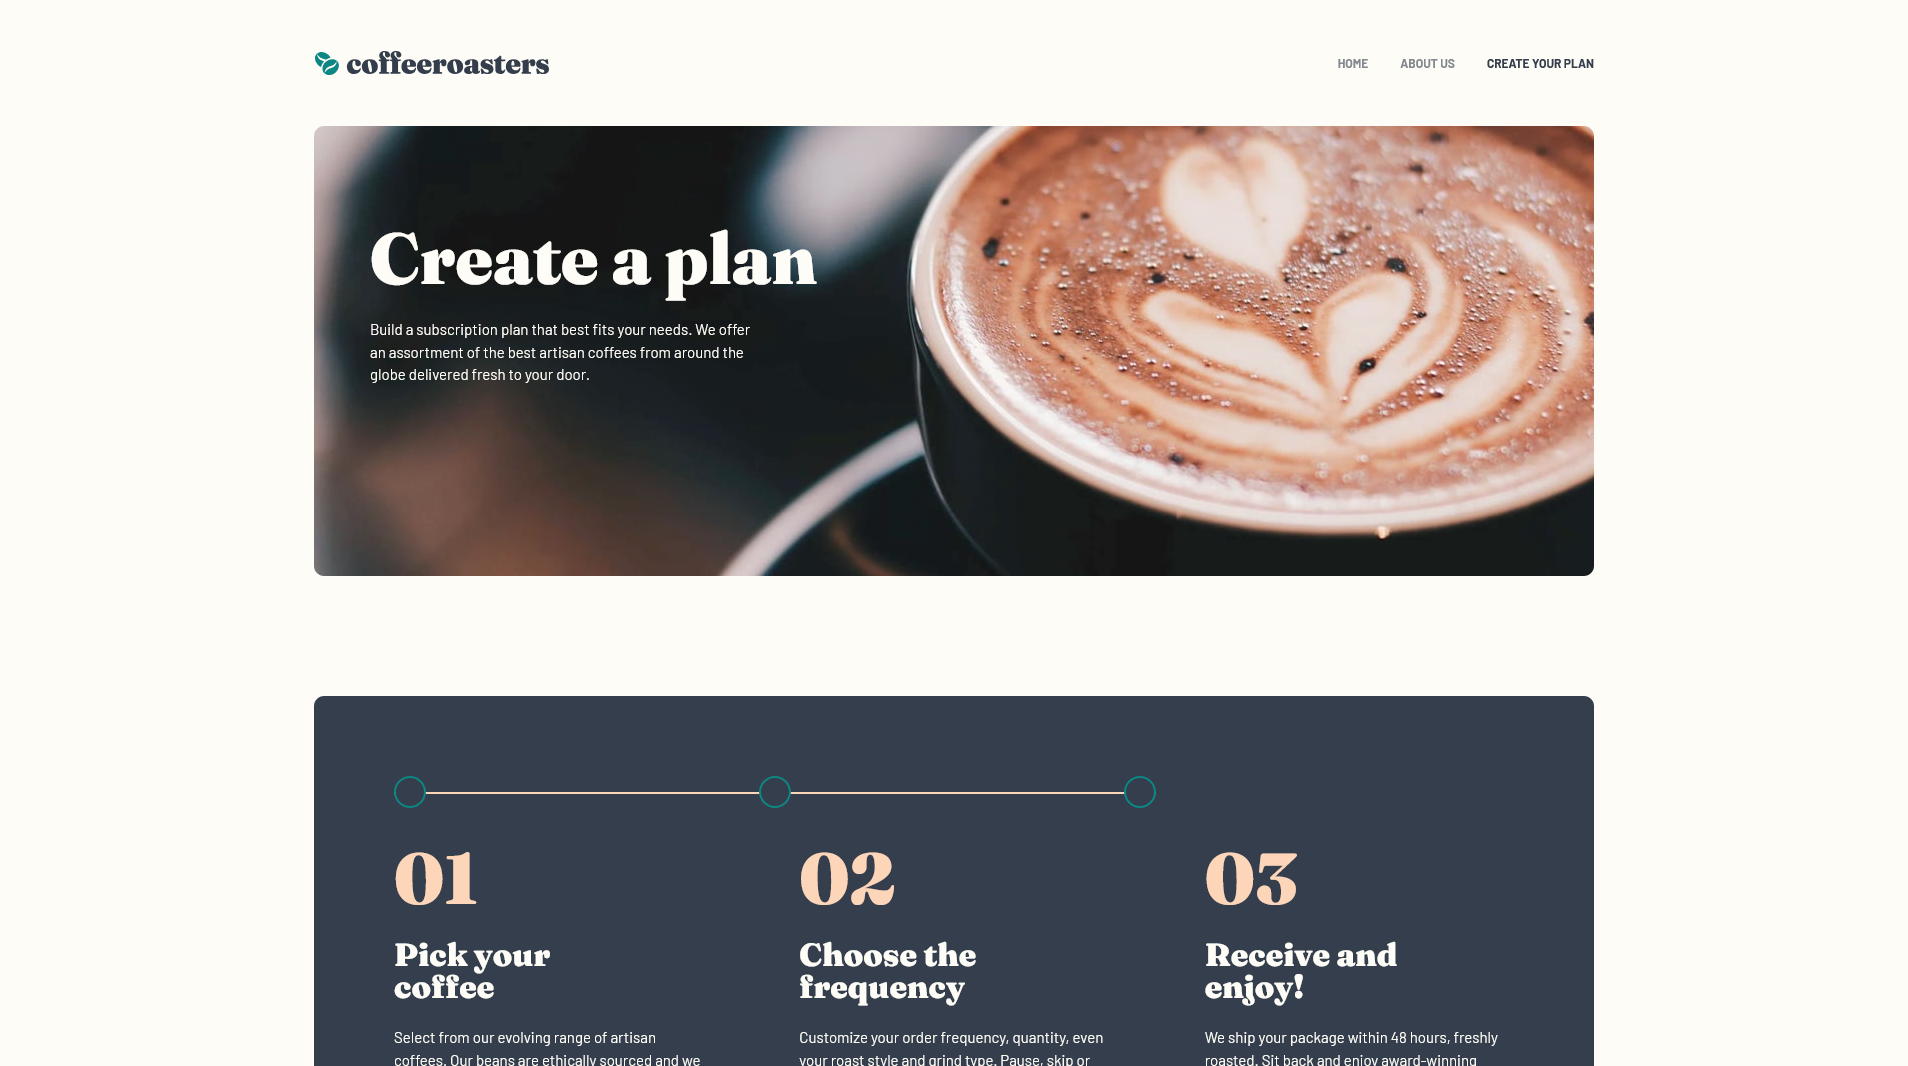 coffeeroasters
HOME ABOUT US CREATE YOUR PLAN
Create a plan
Build a subscription plan that best fits your needs. We offer
an assortment of the best artisan coffees from around the
globe delivered fresh to your door.
01
Pick your
coffee
Select from our evolving range of artisan
coffees. Our beans are ethically sourced and we
02
Choose the
frequency
Customize your order frequency, quantity, even
your roast style and grind type. Pause, skip or
03
Receive and
enjoy!
We ship your package within 48 hours, freshly
roasted. Sit back and enjoy award-winning